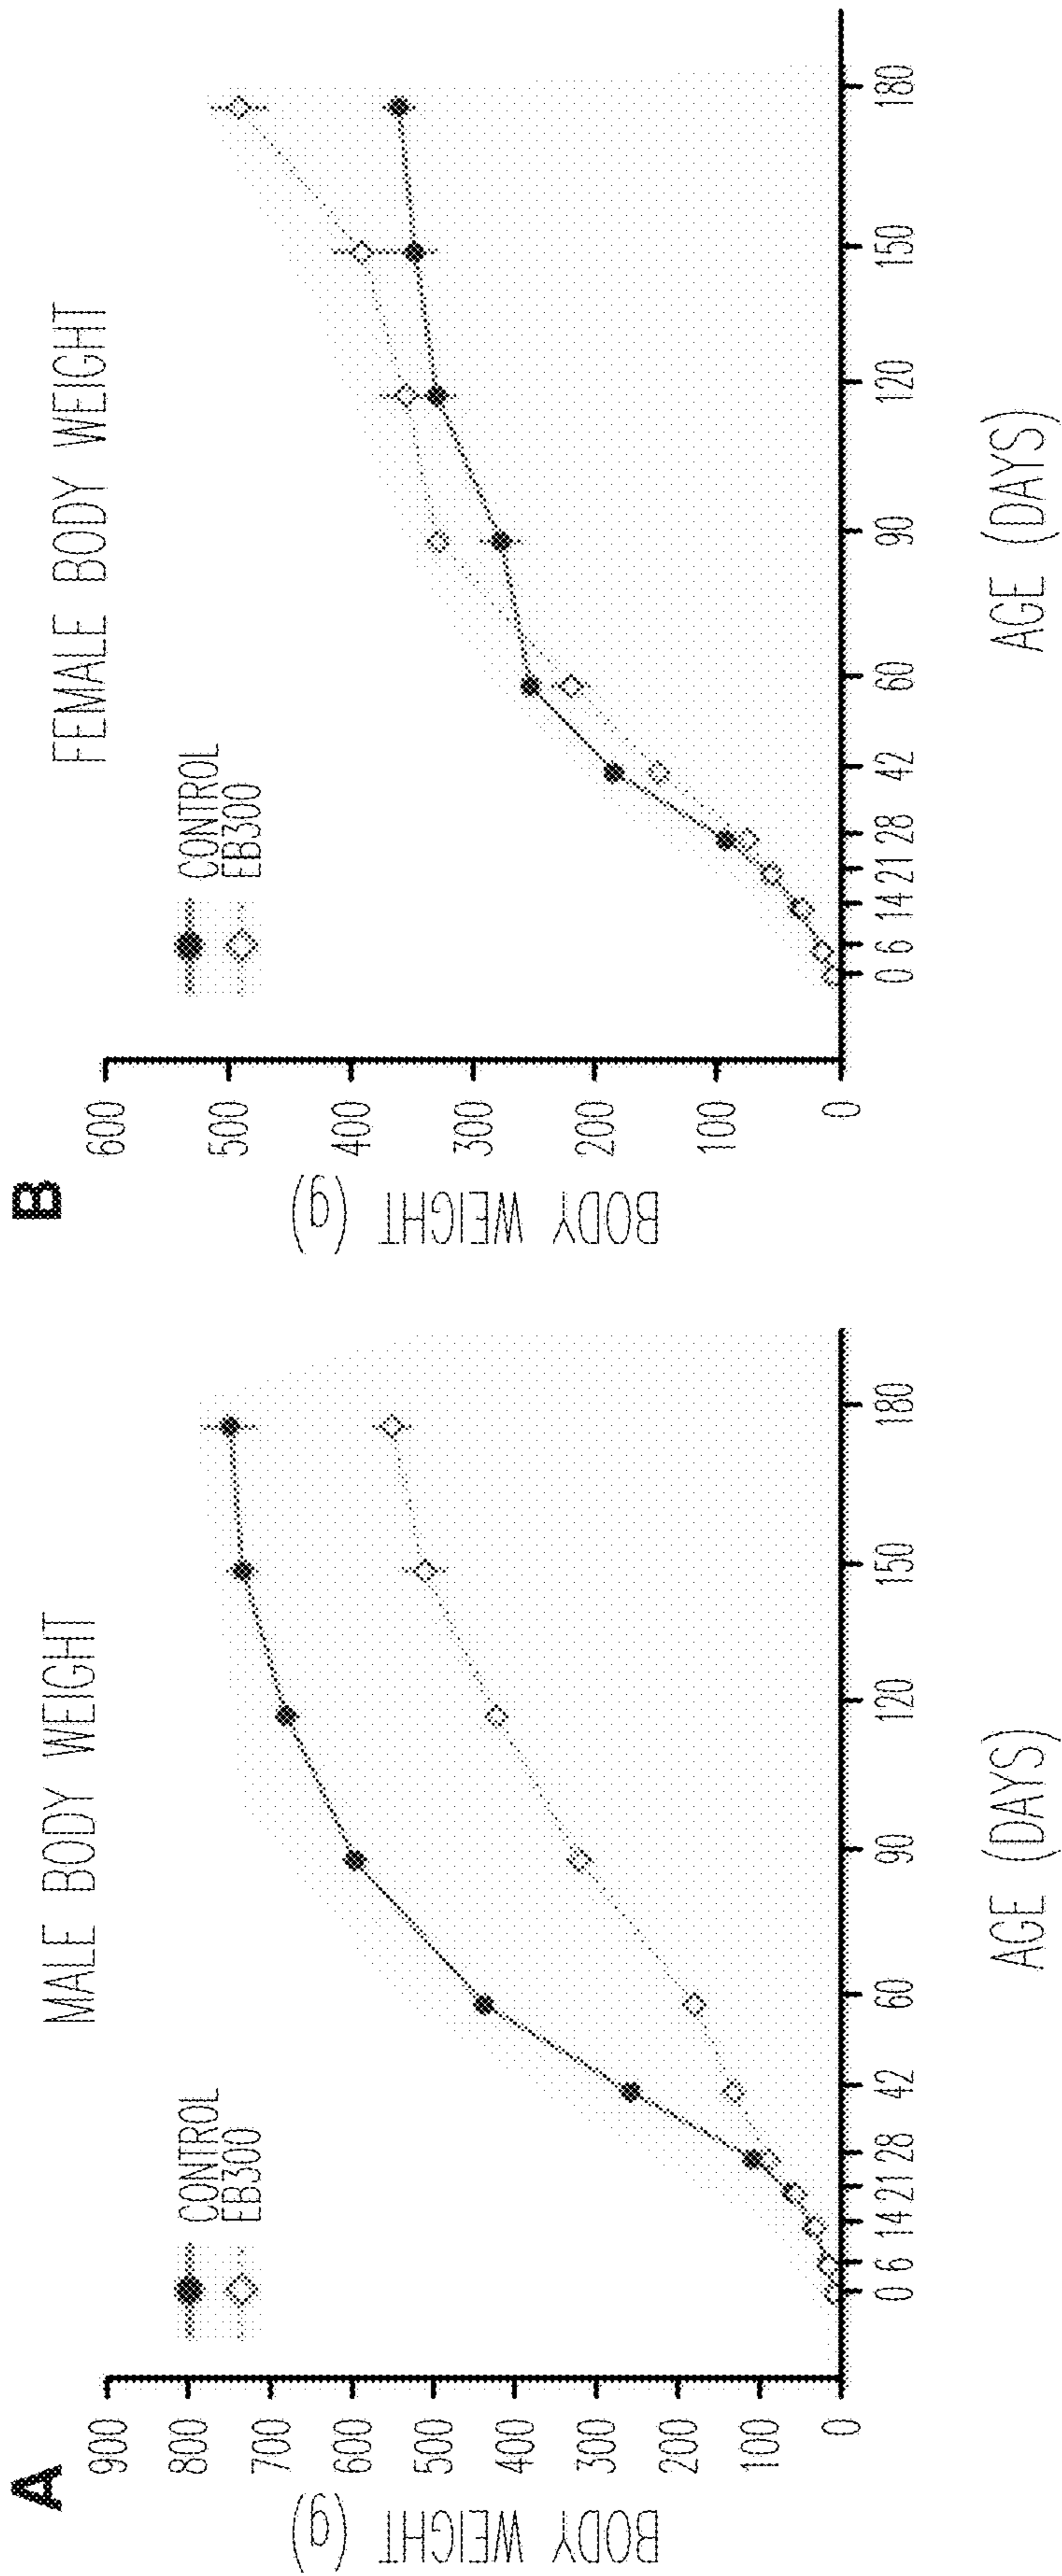 A
MALE BODY WEIGHT
CONTROL
EB300
BODY WEIGHT (g)
900
800
700
600
500
400
300
200
100
0
0 6 14 21 28 42 60 90 120 150 180
AGE (DAYS)
B
FEMALE BODY WEIGHT
CONTROL
EB300
BODY WEIGHT (g)
600
500
400
300
200
100
0
0 6 14 21 28 42 60 90 120 150 180
AGE (DAYS)